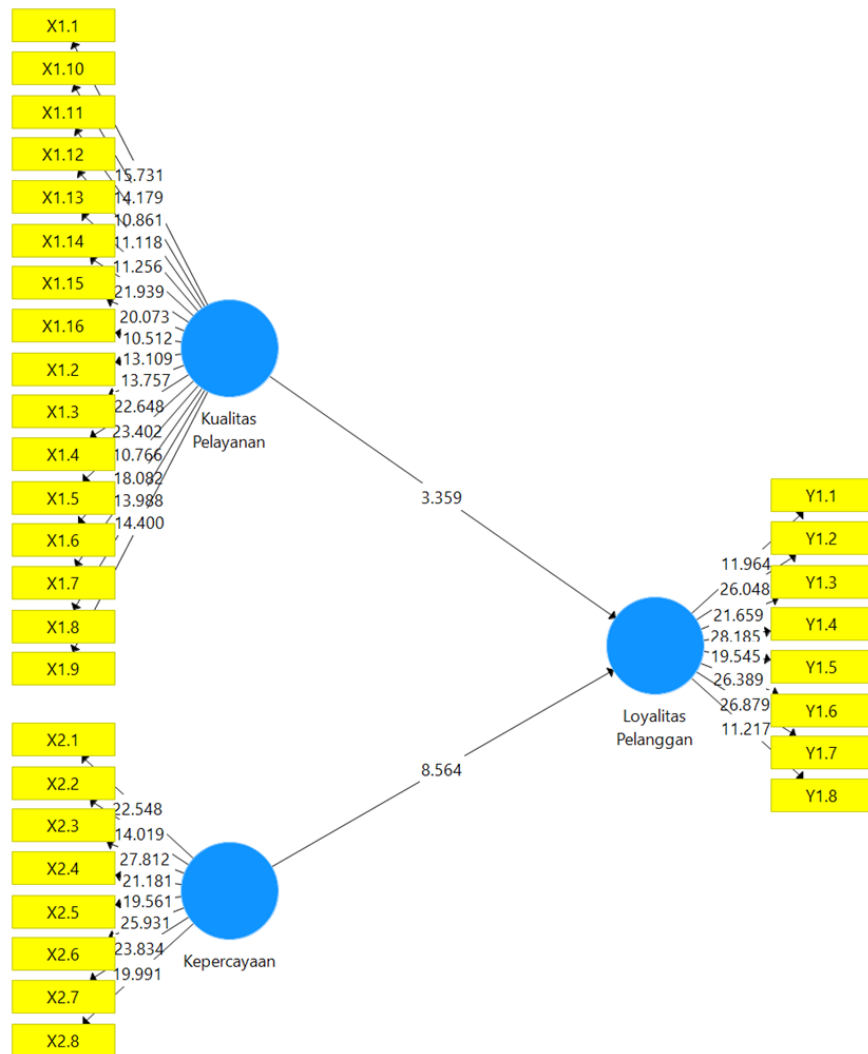 X1.1
X1.10
X1.11
X1.12
X1.13
X1.14
X1.15
X1.16
X1.2
X1.3
X1.4
X1.5
X1.6
X1.7
X1.8
X1.9
15.731
14.179
10.861
11.118
11.256
21.939
20.073
10.512
13.109
13.757
22.648
23.402
10.766
18.082
13.988
14.400
Kualitas
Pelayanan
3.359
X2.1
X2.2
X2.3
X2.4
X2.5
X2.6
X2.7
X2.8
22.548
14.019
27.812
21.181
19.561
25.931
23.834
19.991
Kepercayaan
8.564
Loyalitas
Pelanggan
11.964
26.048
21.659
28.185
19.545
26.389
26.879
11.217
Y1.1
Y1.2
Y1.3
Y1.4
Y1.5
Y1.6
Y1.7
Y1.8